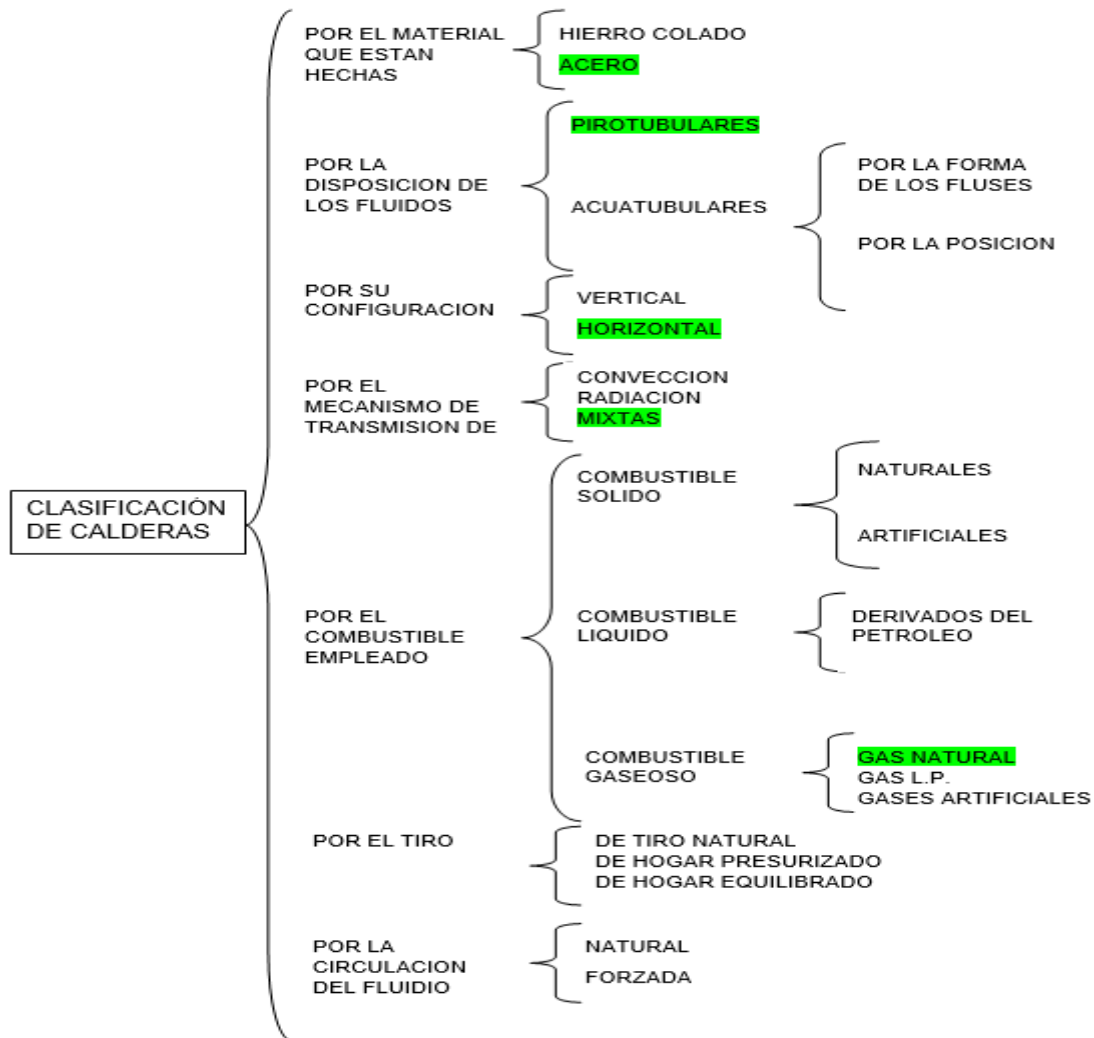 CLASIFICACIÓN
DE CALDERAS
POR EL MATERIAL
QUE ESTAN
HECHAS
HIERRO COLADO
ACERO
POR LA
DISPOSICION DE
LOS FLUIDOS
PIROTUBULARES
ACUATUBULARES
POR LA FORMA
DE LOS FLUSES
POR LA POSICION
POR SU
CONFIGURACION
VERTICAL
HORIZONTAL
POR EL
MECANISMO DE
TRANSMISION DE
CONVECCION
RADIACION
MIXTAS
POR EL
COMBUSTIBLE
EMPLEADO
COMBUSTIBLE
SOLIDO
NATURALES
ARTIFICIALES
COMBUSTIBLE
LIQUIDO
DERIVADOS DEL
PETROLEO
COMBUSTIBLE
GASEOSO
GAS NATURAL
GAS L.P.
GASES ARTIFICIALES
POR EL TIRO
DE TIRO NATURAL
DE HOGAR PRESURIZADO
DE HOGAR EQUILIBRADO
POR LA
CIRCULACION
DEL FLUIDIO
NATURAL
FORZADA